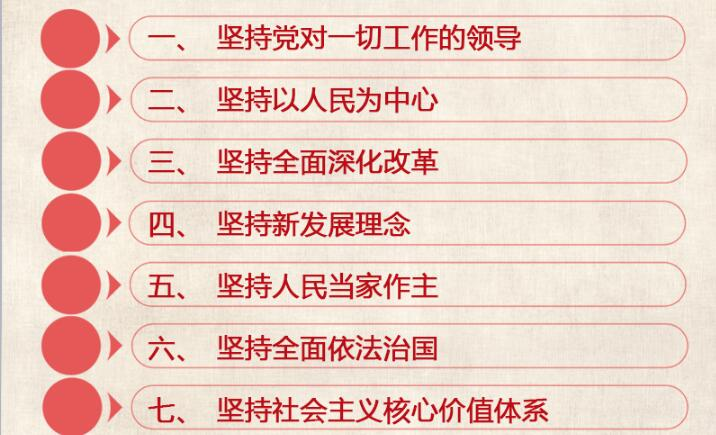 一、 坚持党对一切工作的领导
二、 坚持以人民为中心
三、 坚持全面深化改革
四、 坚持新发展理念
五、 坚持人民当家作主
六、 坚持全面依法治国
七、 坚持社会主义核心价值体系